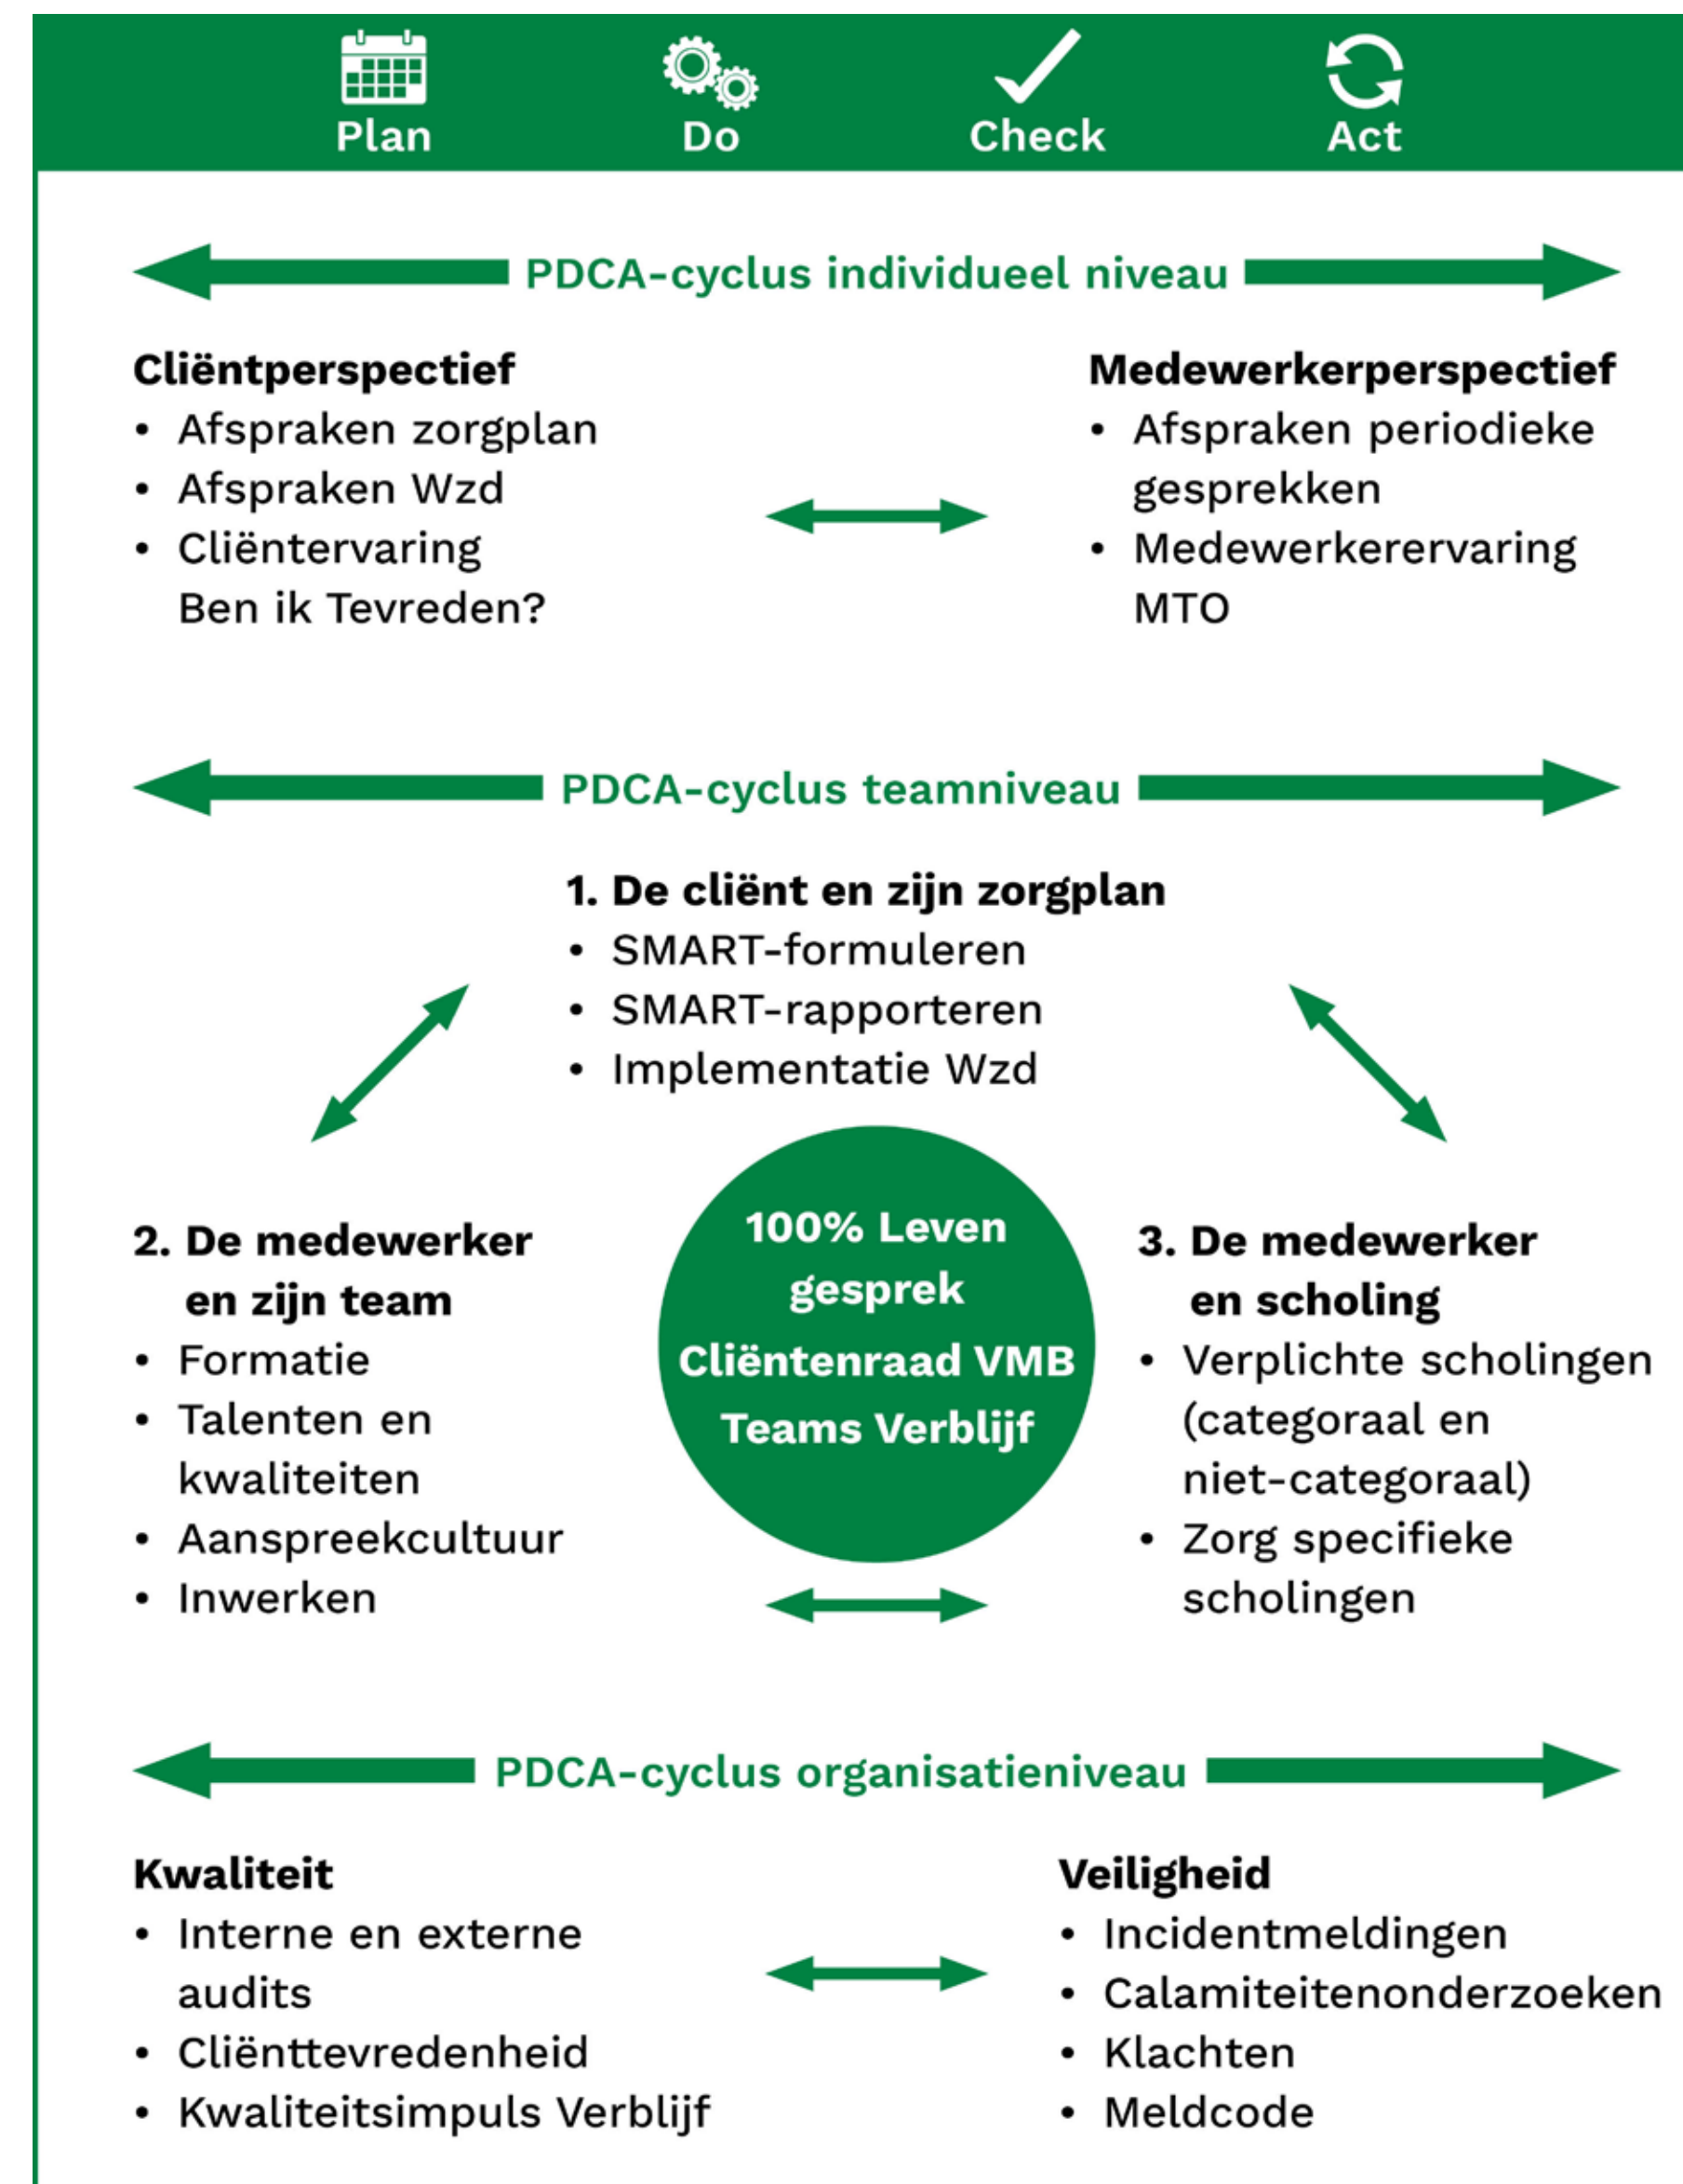 Plan
Do
Check
Act
PDCA-cyclus individueel niveau
Cliëntperspectief
• Afspraken zorgplan
• Afspraken Wzd
• Cliëntervaring
Ben ik Tevreden?
Medewerkerperspectief
• Afspraken periodieke
gesprekken
• Medewerkerervaring
MTO
PDCA-cyclus teamniveau
1. De cliënt en zijn zorgplan
• SMART-formuleren
• SMART-rapporteren
• Implementatie Wzd
2. De medewerker
en zijn team
• Formatie
• Talenten en
kwaliteiten
• Aanspreekcultuur
• Inwerken
100% Leven
gesprek
Cliëntenraad VMB
Teams Verblijf
3. De medewerker
en scholing
• Verplichte scholingen
(categoraal en
niet-categoraal)
• Zorg specifieke
scholingen
PDCA-cyclus organisatieniveau
Kwaliteit
• Interne en externe
audits
• Cliënttevredenheid
• Kwaliteitsimpuls Verblijf
Veiligheid
• Incidentmeldingen
• Calamiteitenonderzoeken
• Klachten
• Meldcode